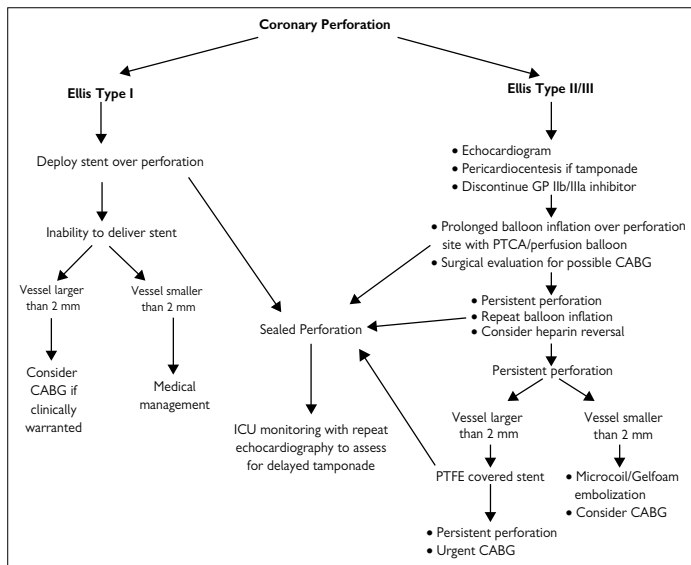 Coronary Perforation
Ellis Type I
Ellis Type II/III
Deploy stent over perforation
• Echocardiogram
• Pericardiocentesis if tamponade
• Discontinue GP IIb/IIIa inhibitor
Inability to deliver stent
• Prolonged balloon inflation over perforation
site with PTCA/perfusion balloon
• Surgical evaluation for possible CABG
Vessel larger
than 2 mm
Vessel smaller
than 2 mm
Sealed Perforation
• Persistent perforation
• Repeat balloon inflation
• Consider heparin reversal
Consider
CABG if
clinically
warranted
Medical
management
Persistent perforation
ICU monitoring with repeat
echocardiography to assess
for delayed tamponade
Vessel larger
than 2 mm
Vessel smaller
than 2 mm
PTFE covered stent
• Microcoil/Gelfoam
embolization
• Consider CABG
• Persistent perforation
• Urgent CABG